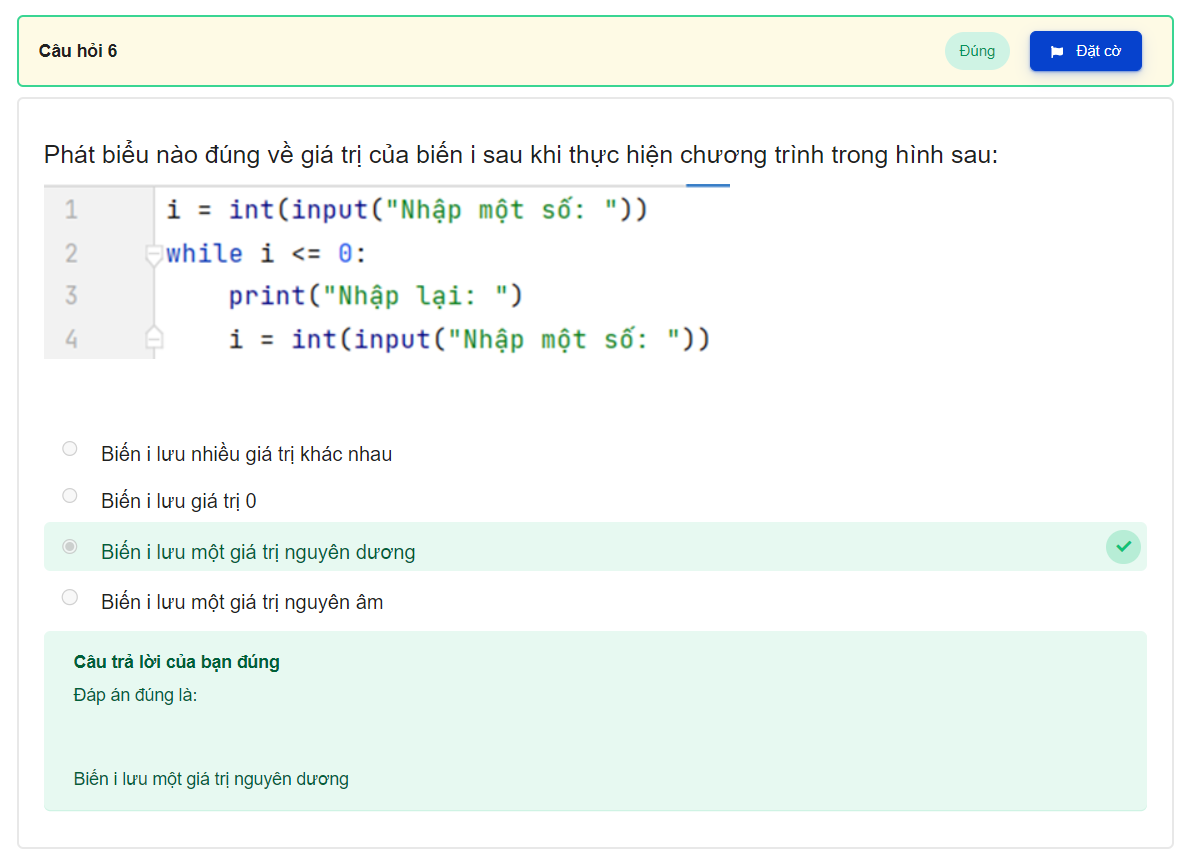 Câu hỏi 6
Đúng
Đặt cờ
Phát biểu nào đúng về giá trị của biến i sau khi thực hiện chương trình trong hình sau:
1 i = int(input("Nhập một số: "))
2 while i <= 0:
3 print("Nhập lại: ")
4 i = int(input("Nhập một số: "))
Biến i lưu nhiều giá trị khác nhau
Biến i lưu giá trị 0
Biến i lưu một giá trị nguyên dương
Biến i lưu một giá trị nguyên âm
Câu trả lời của bạn đúng
Đáp án đúng là:
Biến i lưu một giá trị nguyên dương